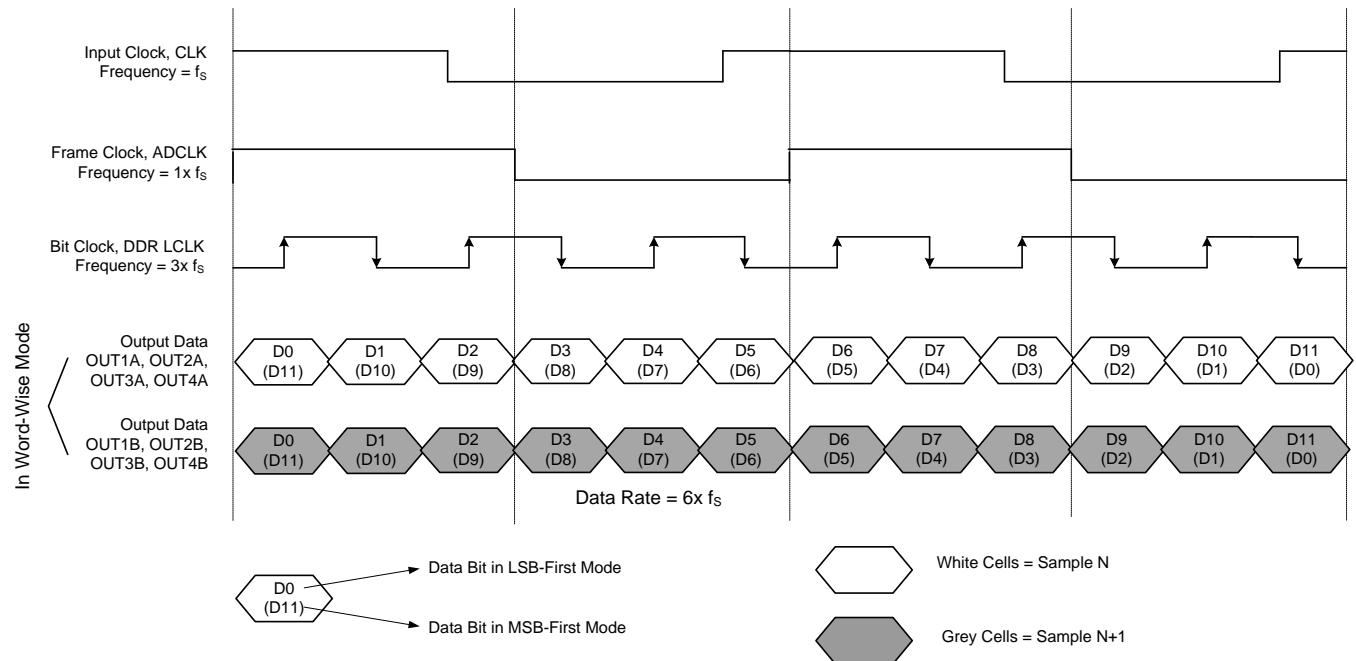 Input Clock, CLK
Frequency = fS
Frame Clock, ADCLK
Frequency = 1x fS
Bit Clock, DDR LCLK
Frequency = 3x fS
In Word-Wise Mode
Output Data
OUT1A, OUT2A,
OUT3A, OUT4A
D0 D1 D2 D3 D4 D5 D6 D7 D8 D9 D10 D11
(D11) (D10) (D9) (D8) (D7) (D6) (D5) (D4) (D3) (D2) (D1) (D0)
Output Data
OUT1B, OUT2B,
OUT3B, OUT4B
D0 D1 D2 D3 D4 D5 D6 D7 D8 D9 D10 D11
(D11) (D10) (D9) (D8) (D7) (D6) (D5) (D4) (D3) (D2) (D1) (D0)
Data Rate = 6x fS
D0
(D11)
Data Bit in LSB-First Mode
Data Bit in MSB-First Mode
White Cells = Sample N
Grey Cells = Sample N+1